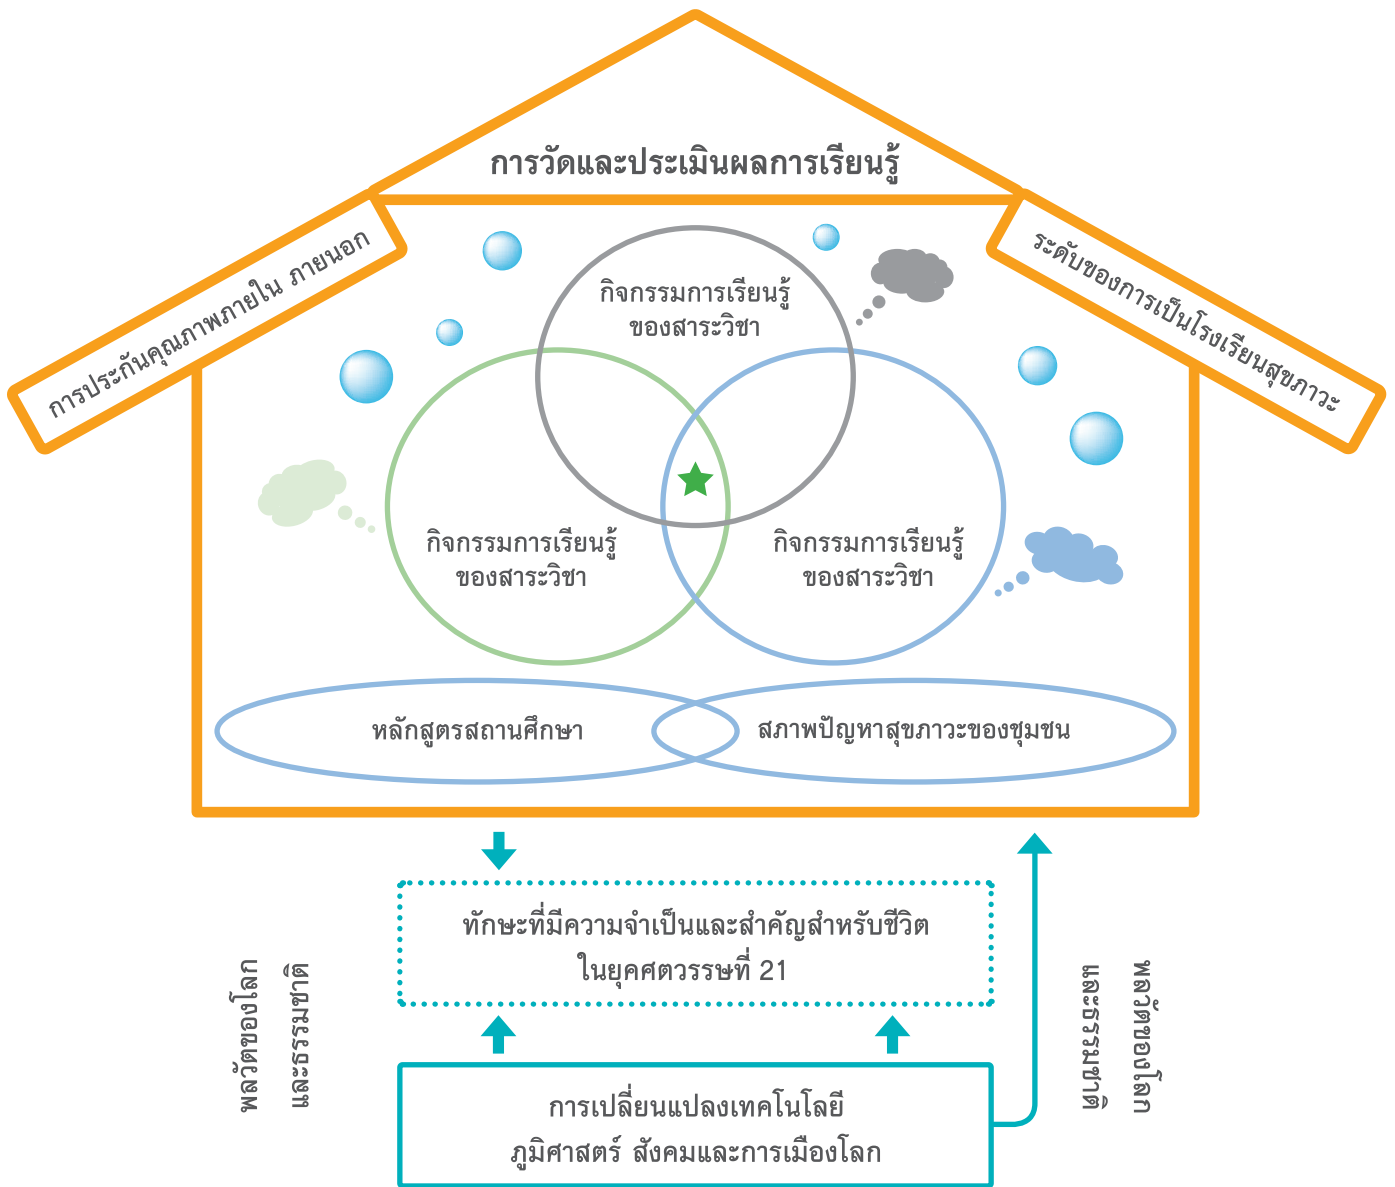 การวัดและประเมินผลการเรียนรู้
การประกันคุณภาพภายใน ภายนอก
ระดับของการเป็นโรงเรียนสุขภาวะ
กิจกรรมการเรียนรู้
ของสาระวิชา
กิจกรรมการเรียนรู้
ของสาระวิชา
กิจกรรมการเรียนรู้
ของสาระวิชา
หลักสูตรสถานศึกษา
สภาพปัญหาสุขภาวะของชุมชน
ทักษะที่มีความจำเป็นและสำคัญสำหรับชีวิต
ในยุคศตวรรษที่ 21
พลวัตของโลก
และธรรมชาติ
พลวัตของโลก
และธรรมชาติ
การเปลี่ยนแปลงเทคโนโลยี
ภูมิศาสตร์ สังคมและการเมืองโลก